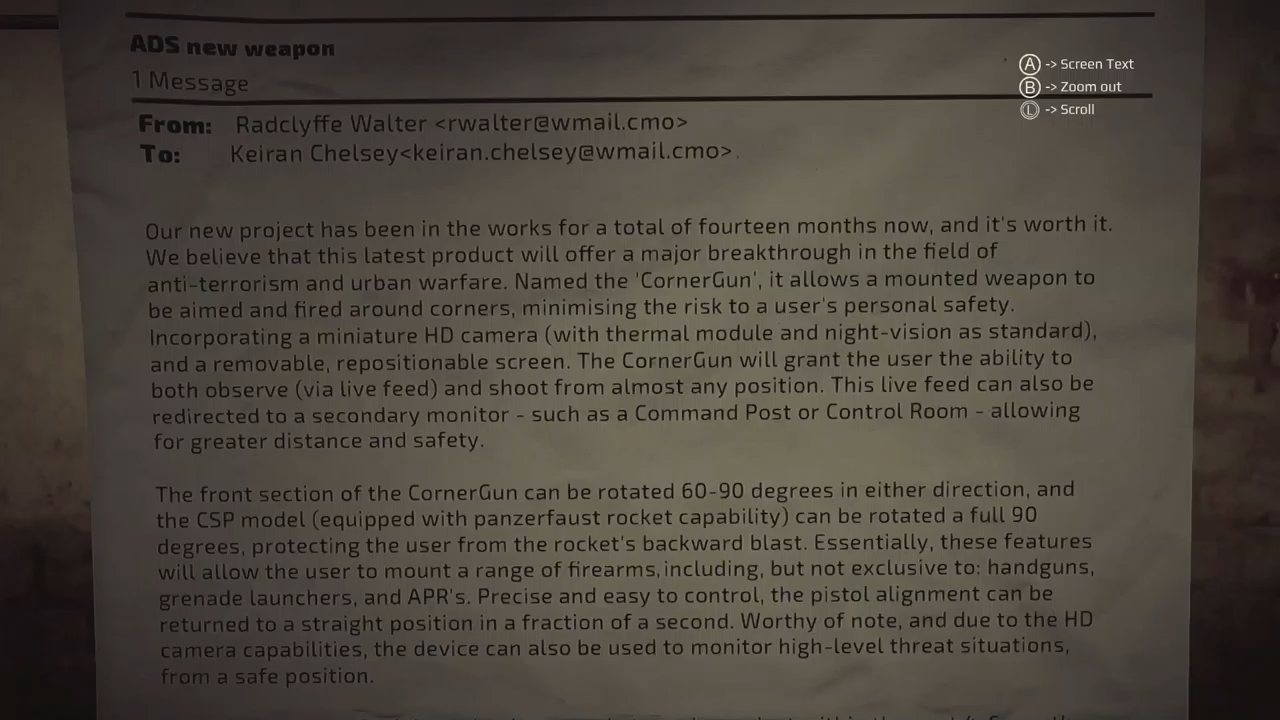 ADS new weapon
1 Message
From: Radclyffe Walter <rwalter@wmail.cmo>
To: Keiran Chelsey<keiran.chelsey@wmail.cmo>.
Ⓐ -> Screen Text
Ⓑ -> Zoom out
Ⓛ -> Scroll
Our new project has been in the works for a total of fourteen months now, and it's worth it.
We believe that this latest product will offer a major breakthrough in the field of
anti-terrorism and urban warfare. Named the 'CornerGun', it allows a mounted weapon to
be aimed and fired around corners, minimising the risk to a user's personal safety.
Incorporating a miniature HD camera (with thermal module and night-vision as standard),
and a removable, repositionable screen. The CornerGun will grant the user the ability to
both observe (via live feed) and shoot from almost any position. This live feed can also be
redirected to a secondary monitor - such as a Command Post or Control Room - allowing
for greater distance and safety.
The front section of the CornerGun can be rotated 60-90 degrees in either direction, and
the CSP model (equipped with panzerfaust rocket capability) can be rotated a full 90
degrees, protecting the user from the rocket's backward blast. Essentially, these features
will allow the user to mount a range of firearms, including, but not exclusive to: handguns,
grenade launchers, and APR's. Precise and easy to control, the pistol alignment can be
returned to a straight position in a fraction of a second. Worthy of note, and due to the HD
camera capabilities, the device can also be used to monitor high-level threat situations,
from a safe position.